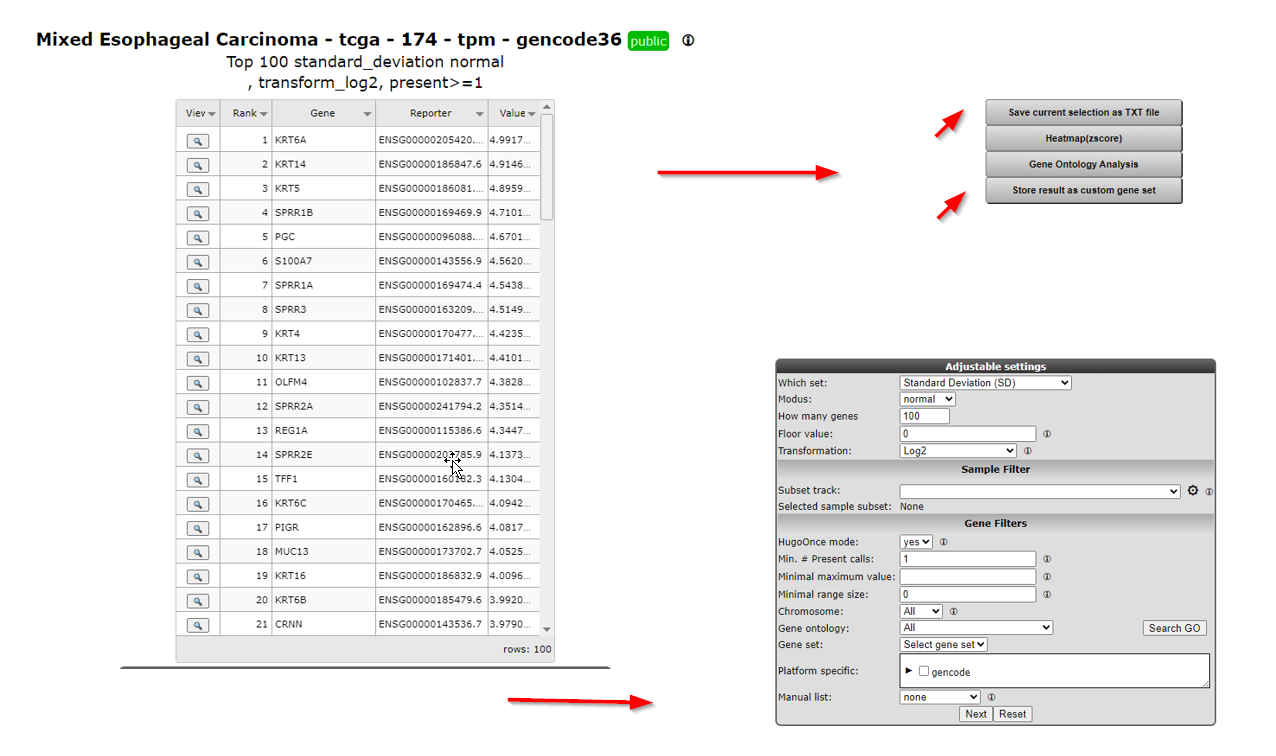 Mixed Esophageal Carcinoma - tcga - 174 - tpm - gencode36 public
Top 100 standard_deviation normal
, transform_log2, present>=1
View Rank Gene Reporter Value
1 KRT6A ENSG00000205420.... 4.9917...
2 KRT14 ENSG00000186847.6 4.9146...
3 KRT5 ENSG00000186081.... 4.8959...
4 SPRR1B ENSG00000169469.9 4.7101...
5 PGC ENSG00000096088.... 4.6701...
6 S100A7 ENSG00000143556.9 4.5620...
7 SPRR1A ENSG00000169474.4 4.5438...
8 SPRR3 ENSG00000163209.... 4.5149...
9 KRT4 ENSG00000170477.... 4.4235...
10 KRT13 ENSG00000171401.... 4.4101...
11 OLFM4 ENSG00000102837.7 4.3828...
12 SPRR2A ENSG00000241794.2 4.3514...
13 REG1A ENSG00000115386.6 4.3447...
14 SPRR2E 4.1373...
15 TFF1 4.1304...
16 KRT6C ENSG00000170465.... 4.0942...
17 PIGR ENSG00000162896.6 4.0817...
18 MUC13 ENSG00000173702.7 4.0525...
19 KRT16 ENSG00000186832.9 4.0096...
20 KRT6B ENSG00000185479.6 3.9920...
21 CRNN ENSG00000143536.7 3.9790...
rows: 100
Save current selection as TXT file
Heatmap(zscore)
Gene Ontology Analysis
Store result as custom gene set
Adjustable settings
Which set: Standard Deviation (SD)
Modus: normal
How many genes 100
Floor value: 0
Transformation: Log2
Sample Filter
Subset track:
Selected sample subset: None
Gene Filters
HugoOnce mode: yes
Min. # Present calls: 1
Minimal maximum value:
Minimal range size: 0
Chromosome: All
Gene ontology: All Search GO
Gene set: Select gene set
Platform specific: gencode
Manual list: none
Next Reset